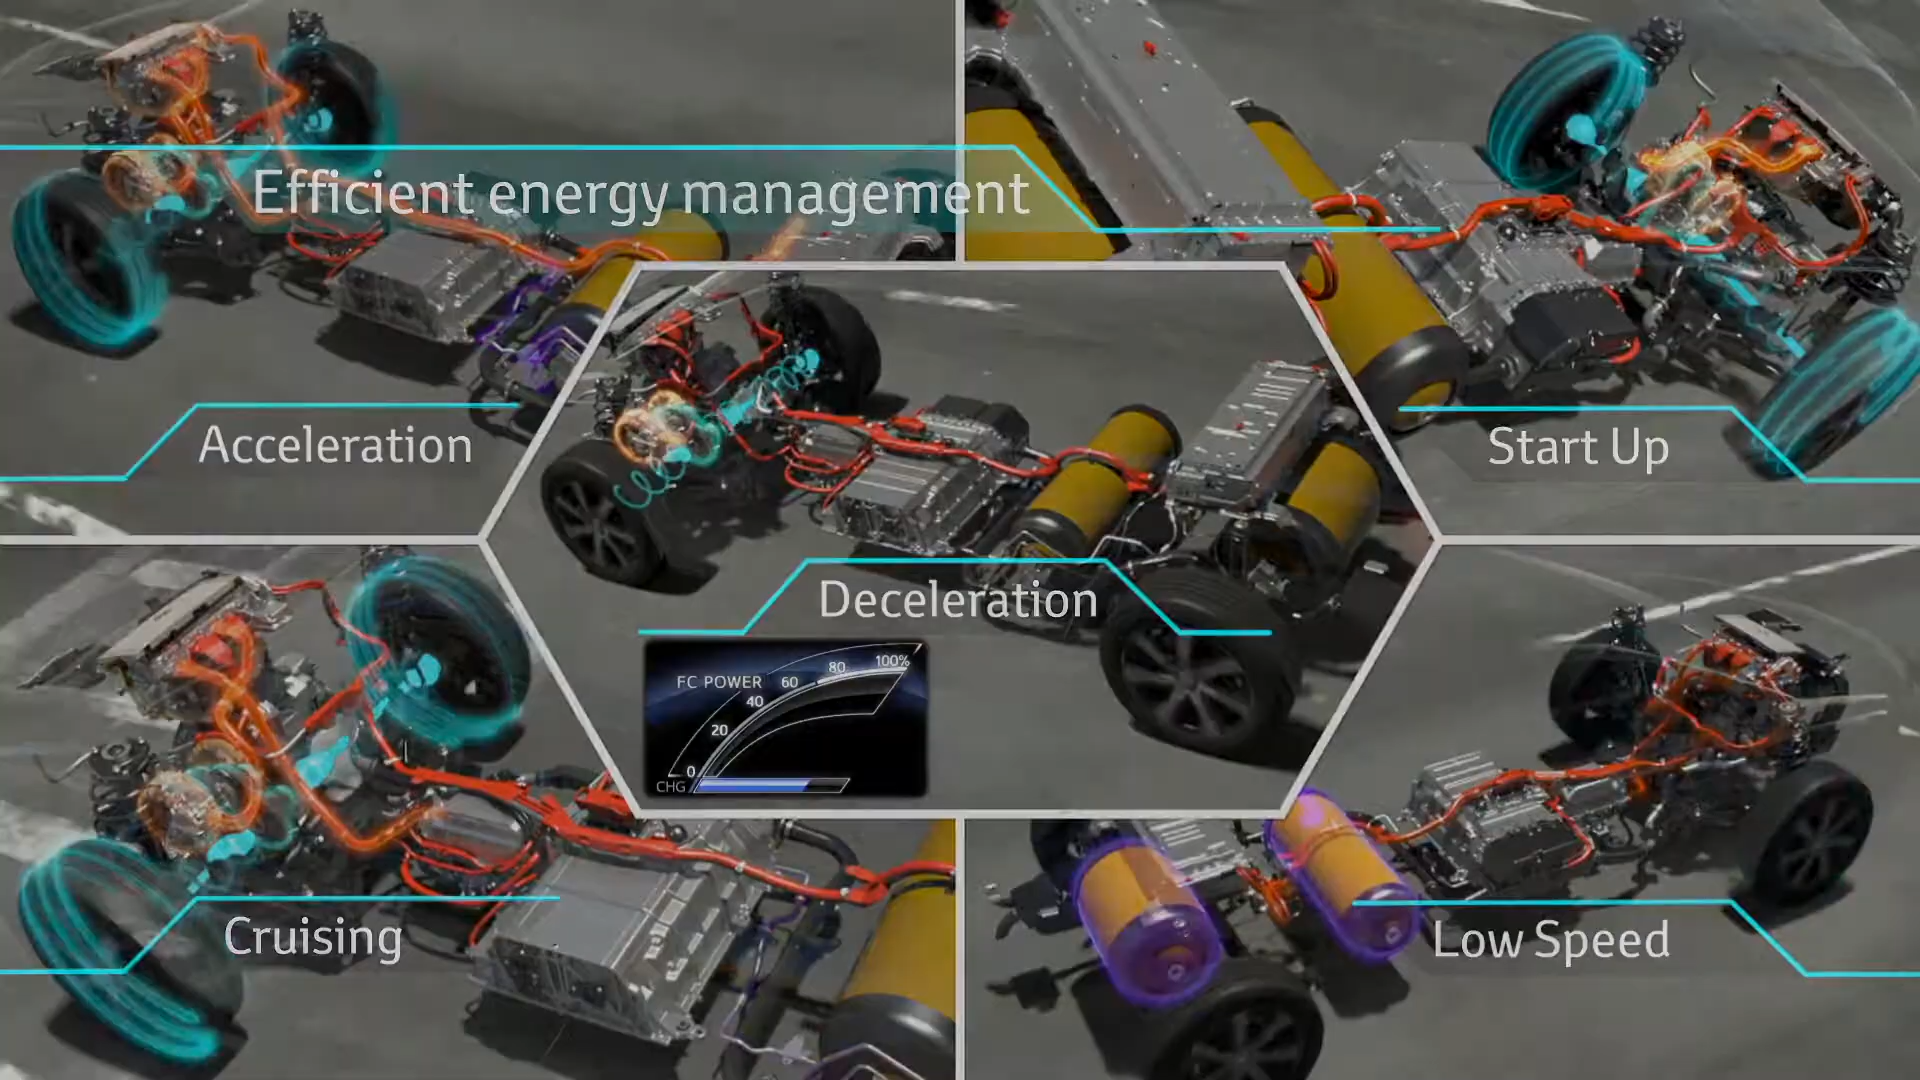 Efficient energy management
Acceleration
Start Up
Deceleration
FC POWER
100%
80
60
40
20
0
CHG
Cruising
Low Speed